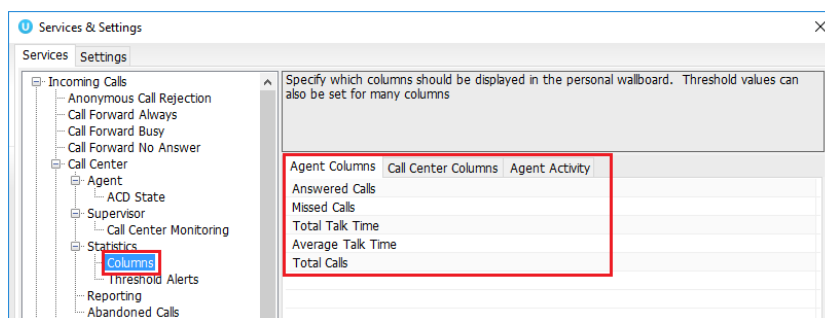 Services & Settings
Services Settings
Incoming Calls
Anonymous Call Rejection
Call Forward Always
Call Forward Busy
Call Forward No Answer
Call Center
Agent
ACD State
Supervisor
Call Center Monitoring
Statistics
Columns
Threshold Alerts
Reporting
Abandoned Calls
Specify which columns should be displayed in the personal wallboard. Threshold values can
also be set for many columns
Agent Columns Call Center Columns Agent Activity
Answered Calls
Missed Calls
Total Talk Time
Average Talk Time
Total Calls